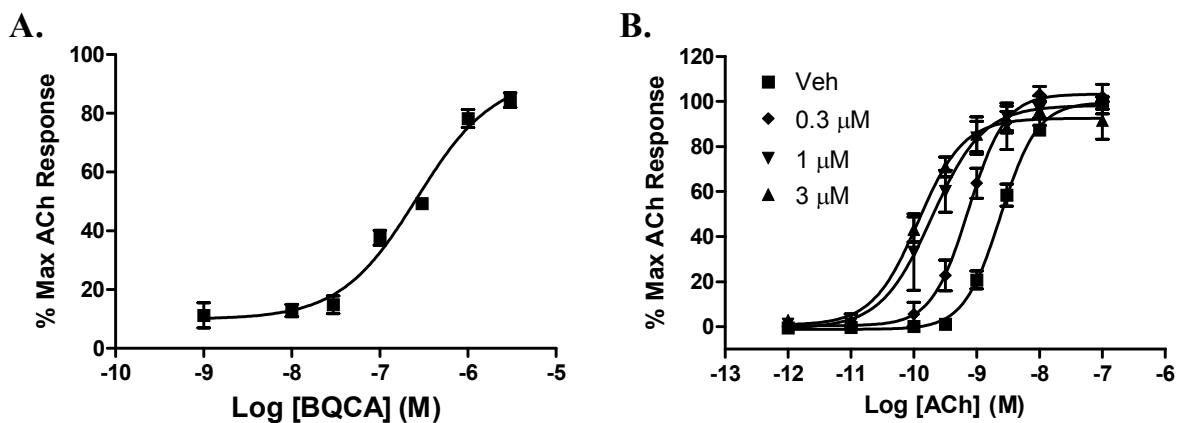 A.
% Max ACh Response
100
80
60
40
20
0
-10 -9 -8 -7 -6 -5
Log [BQCA] (M)
B.
% Max ACh Response
120
100
80
60
40
20
0
Veh
0.3 μM
1 μM
3 μM
-13 -12 -11 -10 -9 -8 -7 -6
Log [ACh] (M)